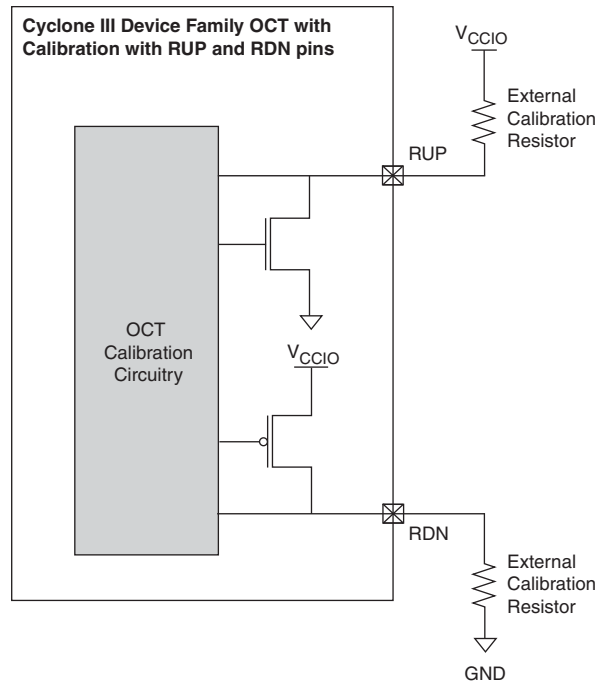 Cyclone III Device Family OCT with
Calibration with RUP and RDN pins
VCCIO
External
Calibration
Resistor
RUP
OCT
Calibration
Circuitry
VCCIO
RDN
External
Calibration
Resistor
GND